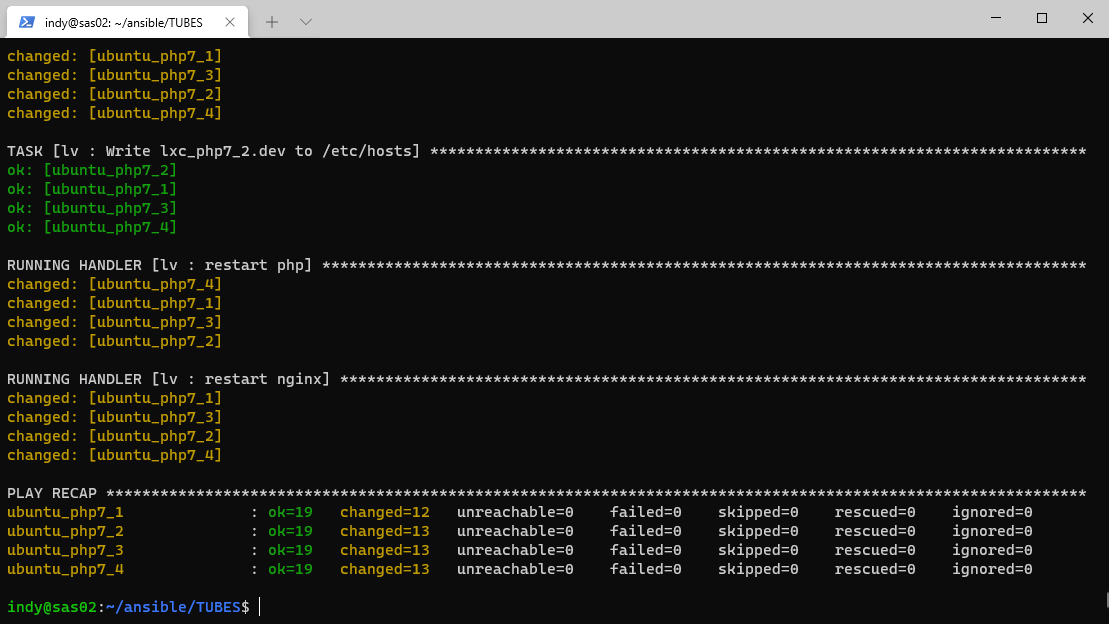 indy@sas02: ~/ansible/TUBES
changed: [ubuntu_php7_1]
changed: [ubuntu_php7_3]
changed: [ubuntu_php7_2]
changed: [ubuntu_php7_4]
TASK [lv : Write lxc_php7_2.dev to /etc/hosts] *************************************************************************
ok: [ubuntu_php7_2]
ok: [ubuntu_php7_1]
ok: [ubuntu_php7_3]
ok: [ubuntu_php7_4]
RUNNING HANDLER [lv : restart php] *************************************************************************************
changed: [ubuntu_php7_4]
changed: [ubuntu_php7_1]
changed: [ubuntu_php7_3]
changed: [ubuntu_php7_2]
RUNNING HANDLER [lv : restart nginx] ***********************************************************************************
changed: [ubuntu_php7_1]
changed: [ubuntu_php7_3]
changed: [ubuntu_php7_2]
changed: [ubuntu_php7_4]
PLAY RECAP *************************************************************************************************************
ubuntu_php7_1              : ok=19   changed=12   unreachable=0    failed=0    skipped=0    rescued=0    ignored=0
ubuntu_php7_2              : ok=19   changed=13   unreachable=0    failed=0    skipped=0    rescued=0    ignored=0
ubuntu_php7_3              : ok=19   changed=13   unreachable=0    failed=0    skipped=0    rescued=0    ignored=0
ubuntu_php7_4              : ok=19   changed=13   unreachable=0    failed=0    skipped=0    rescued=0    ignored=0
indy@sas02:~/ansible/TUBES$